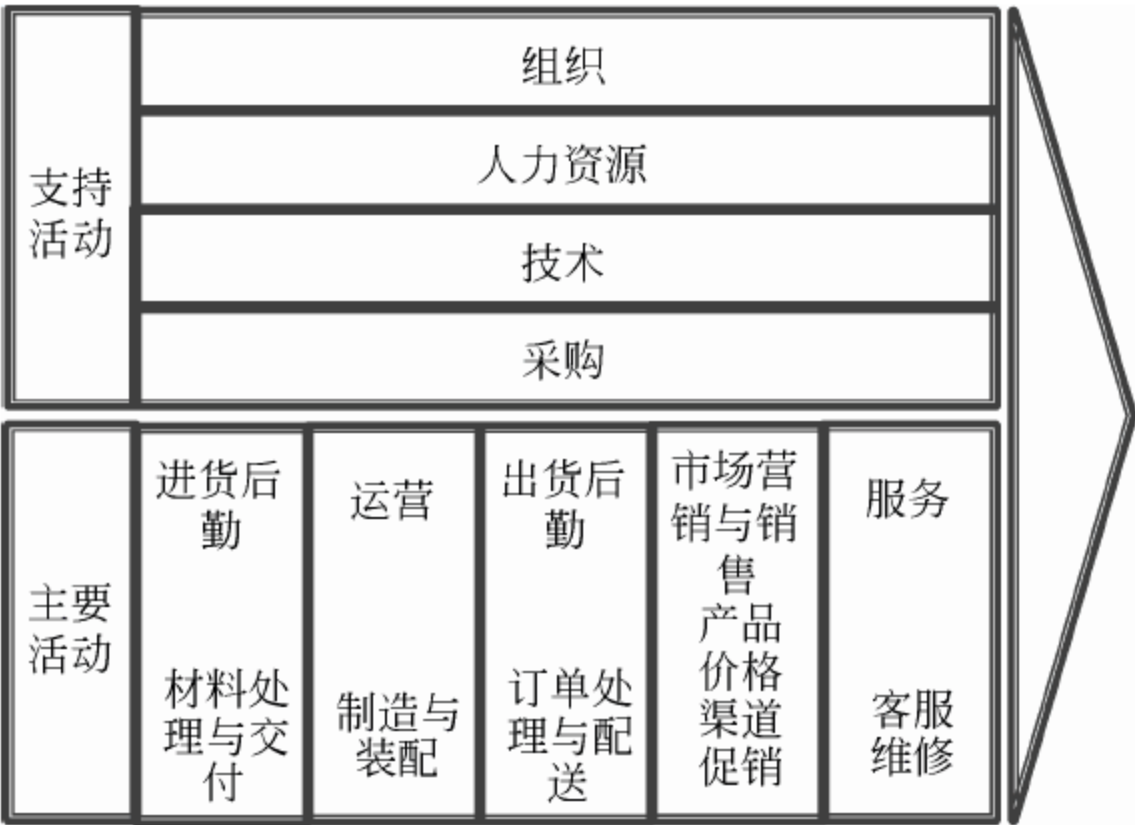 支持
活动
组织
人力资源
技术
采购
主要
活动
进货后
勤
材料处
理与交
付
运营
制造与
装配
出货后
勤
订单处
理与配
送
市场营
销与销
售
产品
价格
渠道
促销
服务
客服
维修